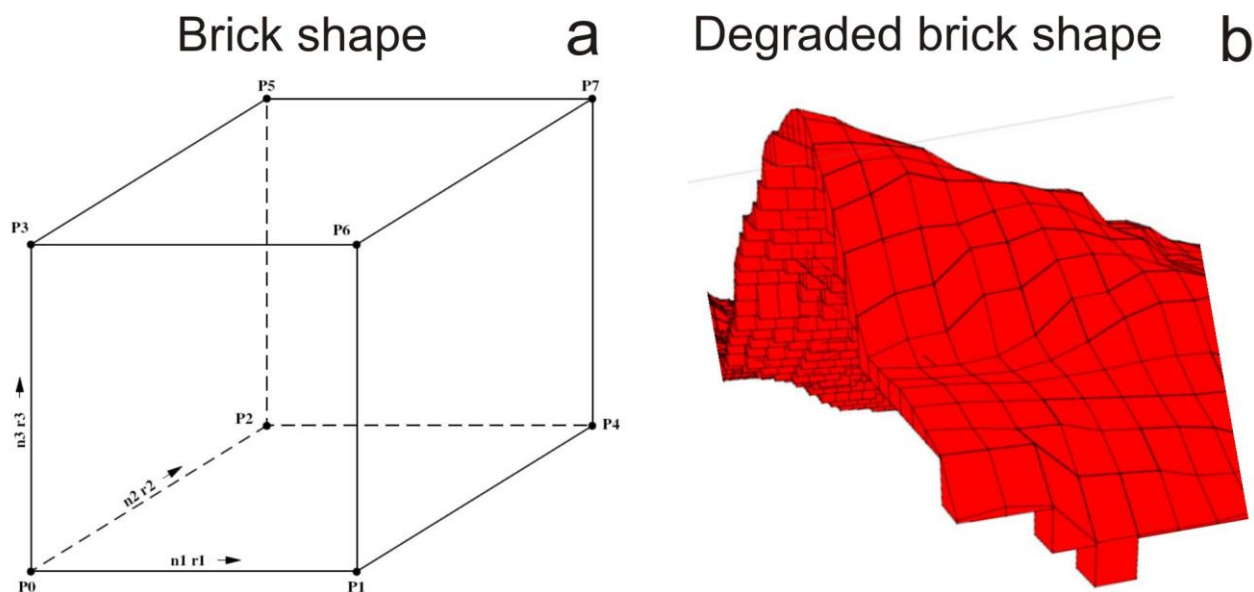 Brick shape
a
Degraded brick shape
b
P5
P7
P3
P6
P2
P4
n3 r3
n2 r2
n1 r1
P0
P1